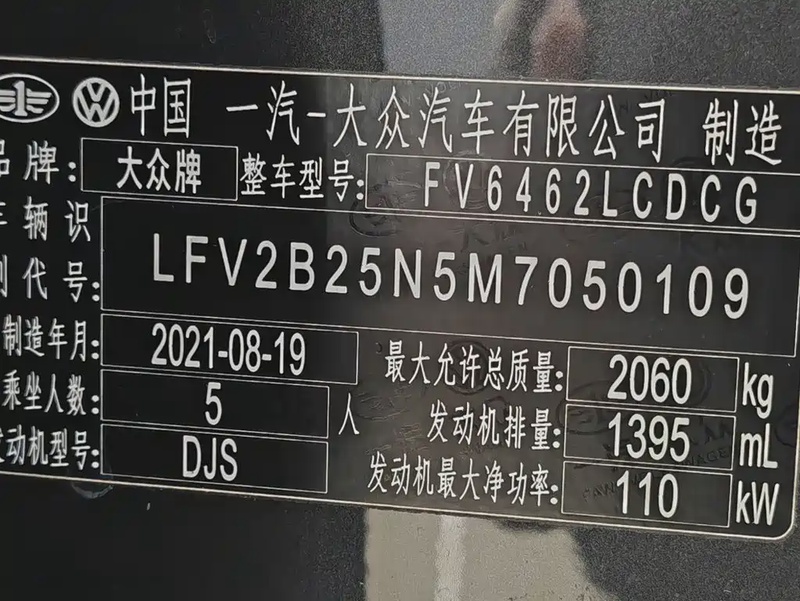 中国 一汽-大众汽车有限公司 制造
品牌: 大众牌 整车型号: FV6462LCDCG
车辆识别代号: LFV2B25N5M7050109
制造年月: 2021-08-19
最大允许总质量: 2060 kg
乘坐人数: 5 人
发动机排量: 1395 mL
发动机型号: DJS
发动机最大净功率: 110 kW